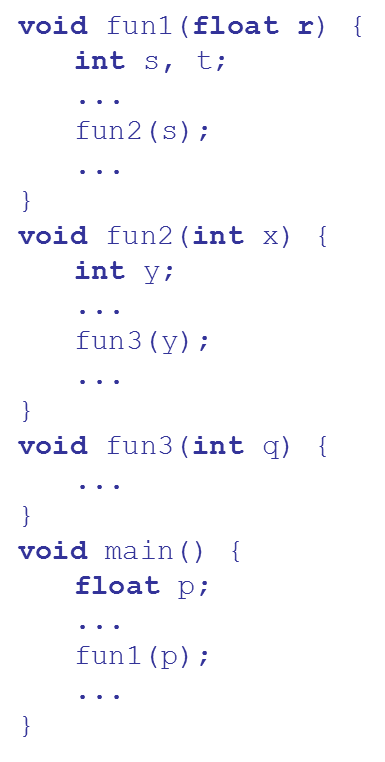 void fun1(float r) {
    int s, t;
    ...
    fun2(s);
    ...
}
void fun2(int x) {
    int y;
    ...
    fun3(y);
    ...
}
void fun3(int q) {
    ...
}
void main() {
    float p;
    ...
    fun1(p);
    ...
}